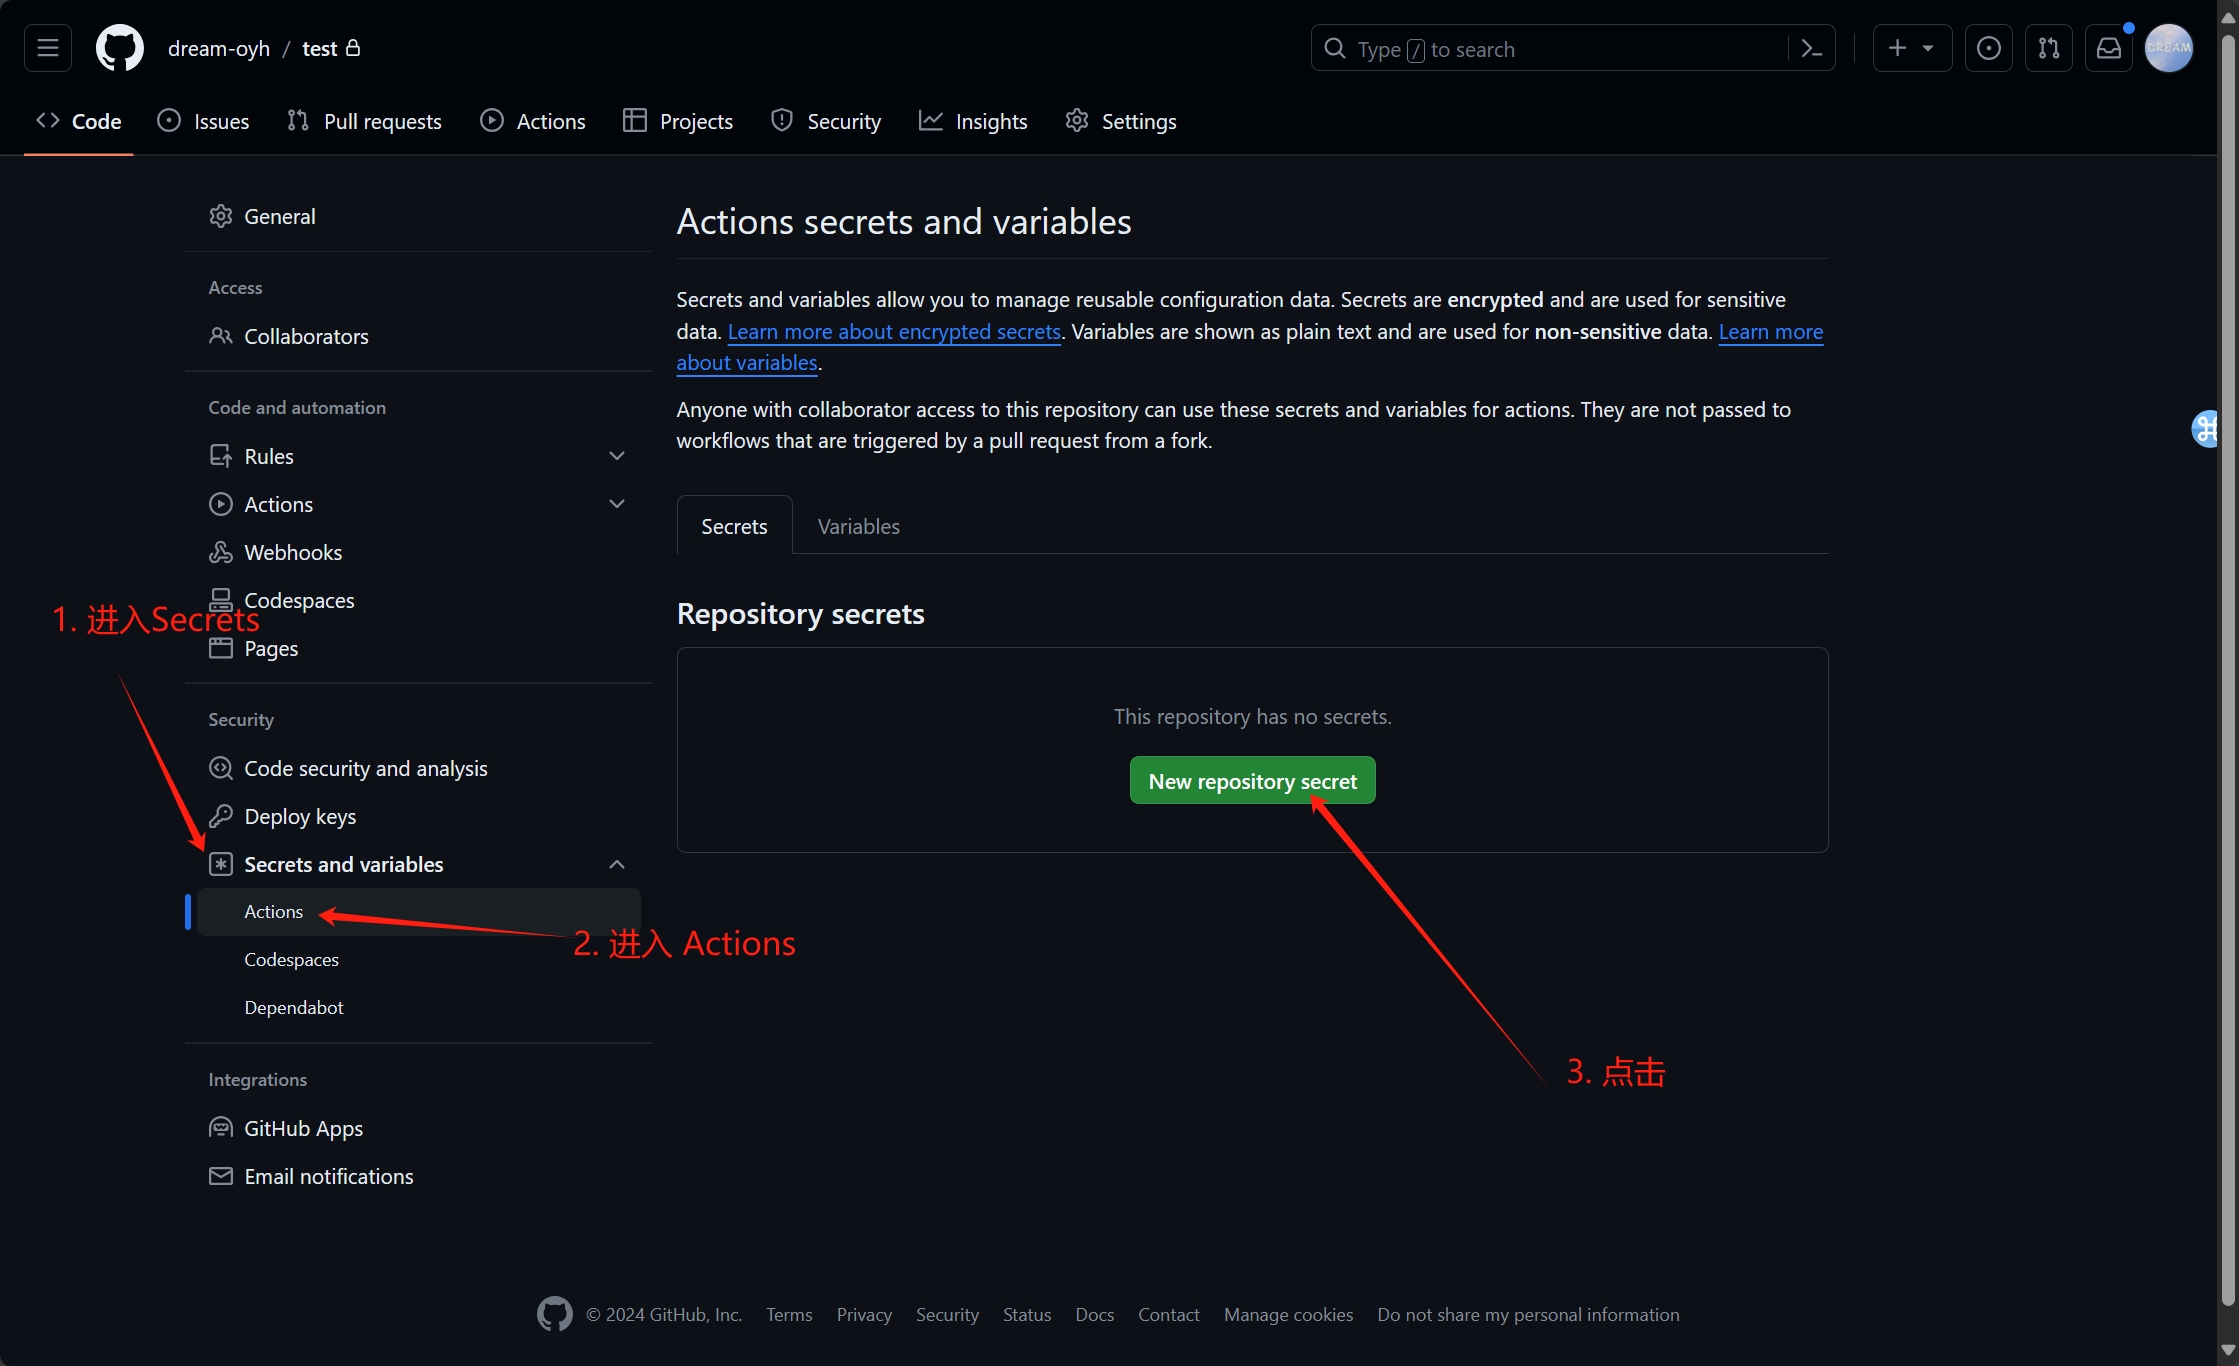 dream-oyh / test
Type / to search
Code Issues Pull requests Actions Projects Security Insights Settings
General
Access
Collaborators
Code and automation
Rules
Actions
Webhooks
Codespaces
1. 进入Secrets
Pages
Security
Code security and analysis
Deploy keys
Secrets and variables
Actions
2. 进入 Actions
Codespaces
Dependabot
Integrations
GitHub Apps
Email notifications
Actions secrets and variables
Secrets and variables allow you to manage reusable configuration data. Secrets are encrypted and are used for sensitive
data. Learn more about encrypted secrets. Variables are shown as plain text and are used for non-sensitive data. Learn more
about variables.
Anyone with collaborator access to this repository can use these secrets and variables for actions. They are not passed to
workflows that are triggered by a pull request from a fork.
Secrets Variables
Repository secrets
This repository has no secrets.
New repository secret
3. 点击
© 2024 GitHub, Inc. Terms Privacy Security Status Docs Contact Manage cookies Do not share my personal information
DREAM